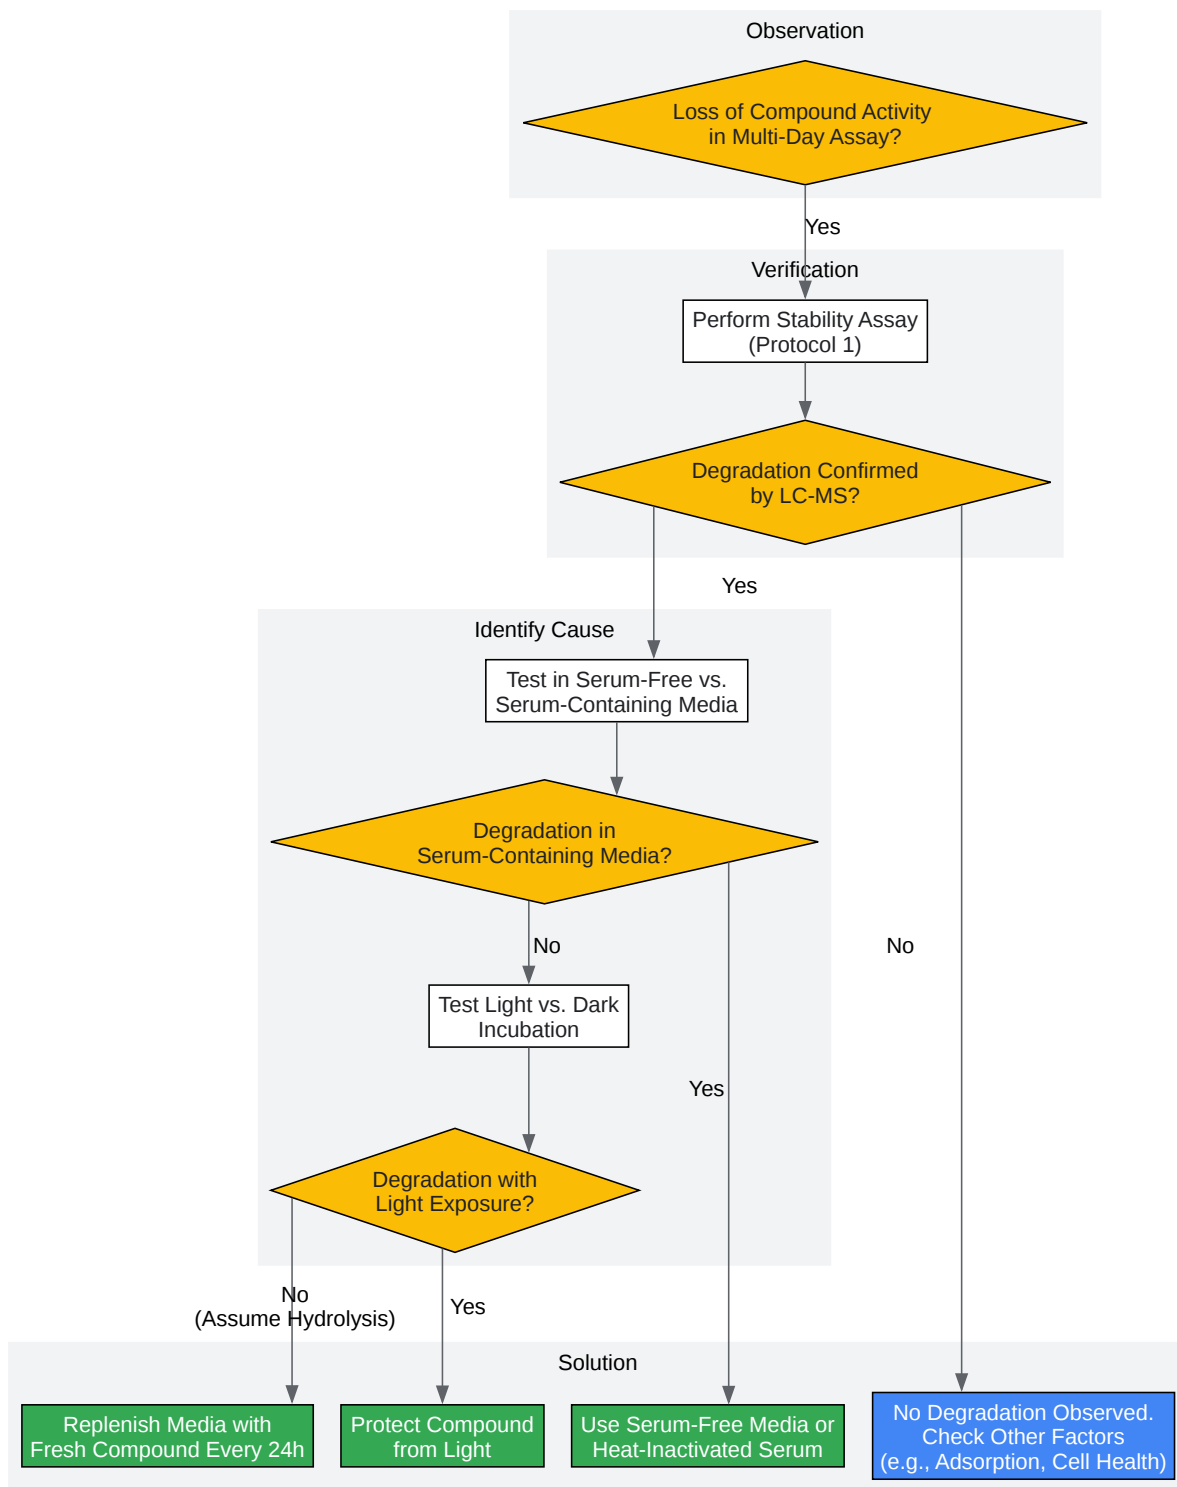 Observation
Loss of Compound Activity
in Multi-Day Assay?
Yes
Verification
Perform Stability Assay
(Protocol 1)
Degradation Confirmed
by LC-MS?
Yes
Identify Cause
Test in Serum-Free vs.
Serum-Containing Media
Degradation in
Serum-Containing Media?
No
No
Test Light vs. Dark
Incubation
Yes
Degradation with
Light Exposure?
No
(Assume Hydrolysis)
Yes
Solution
Replenish Media with
Fresh Compound Every 24h
Protect Compound
from Light
Use Serum-Free Media or
Heat-Inactivated Serum
No Degradation Observed.
Check Other Factors
(e.g., Adsorption, Cell Health)